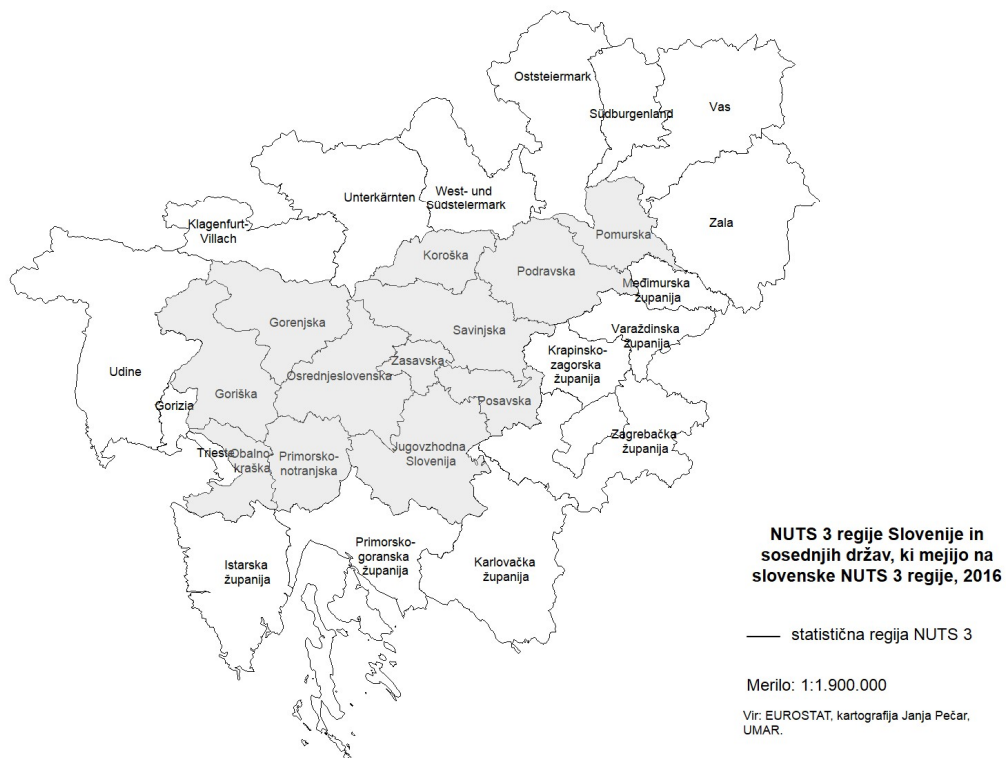 Oststeiermark
Südburgenland
Vas
Unterkärnten
West- und
Südsteiermark
Zala
Klagenfurt-
Villach
Pomurska
Koroška
Podravska
Međimurska
županija
Gorenjska
Savinjska
Varaždinska
županija
Zasavska
Krapinsko-
zagorska
županija
Udine
Osrednjeslovenska
Goriška
Posavska
Gorizia
Zagrebačka
županija
Trieste
Obalno-
kraška
Primorsko-
notranjska
Jugovzhodna
Slovenija
Istarska
županija
Primorsko-
goranska
županija
Karlovačka
županija
NUTS 3 regije Slovenije in
sosednjih držav, ki mejijo na
slovenske NUTS 3 regije, 2016
statistična regija NUTS 3
Merilo: 1:1.900.000
Vir: EUROSTAT, kartografija Janja Pečar,
UMAR.